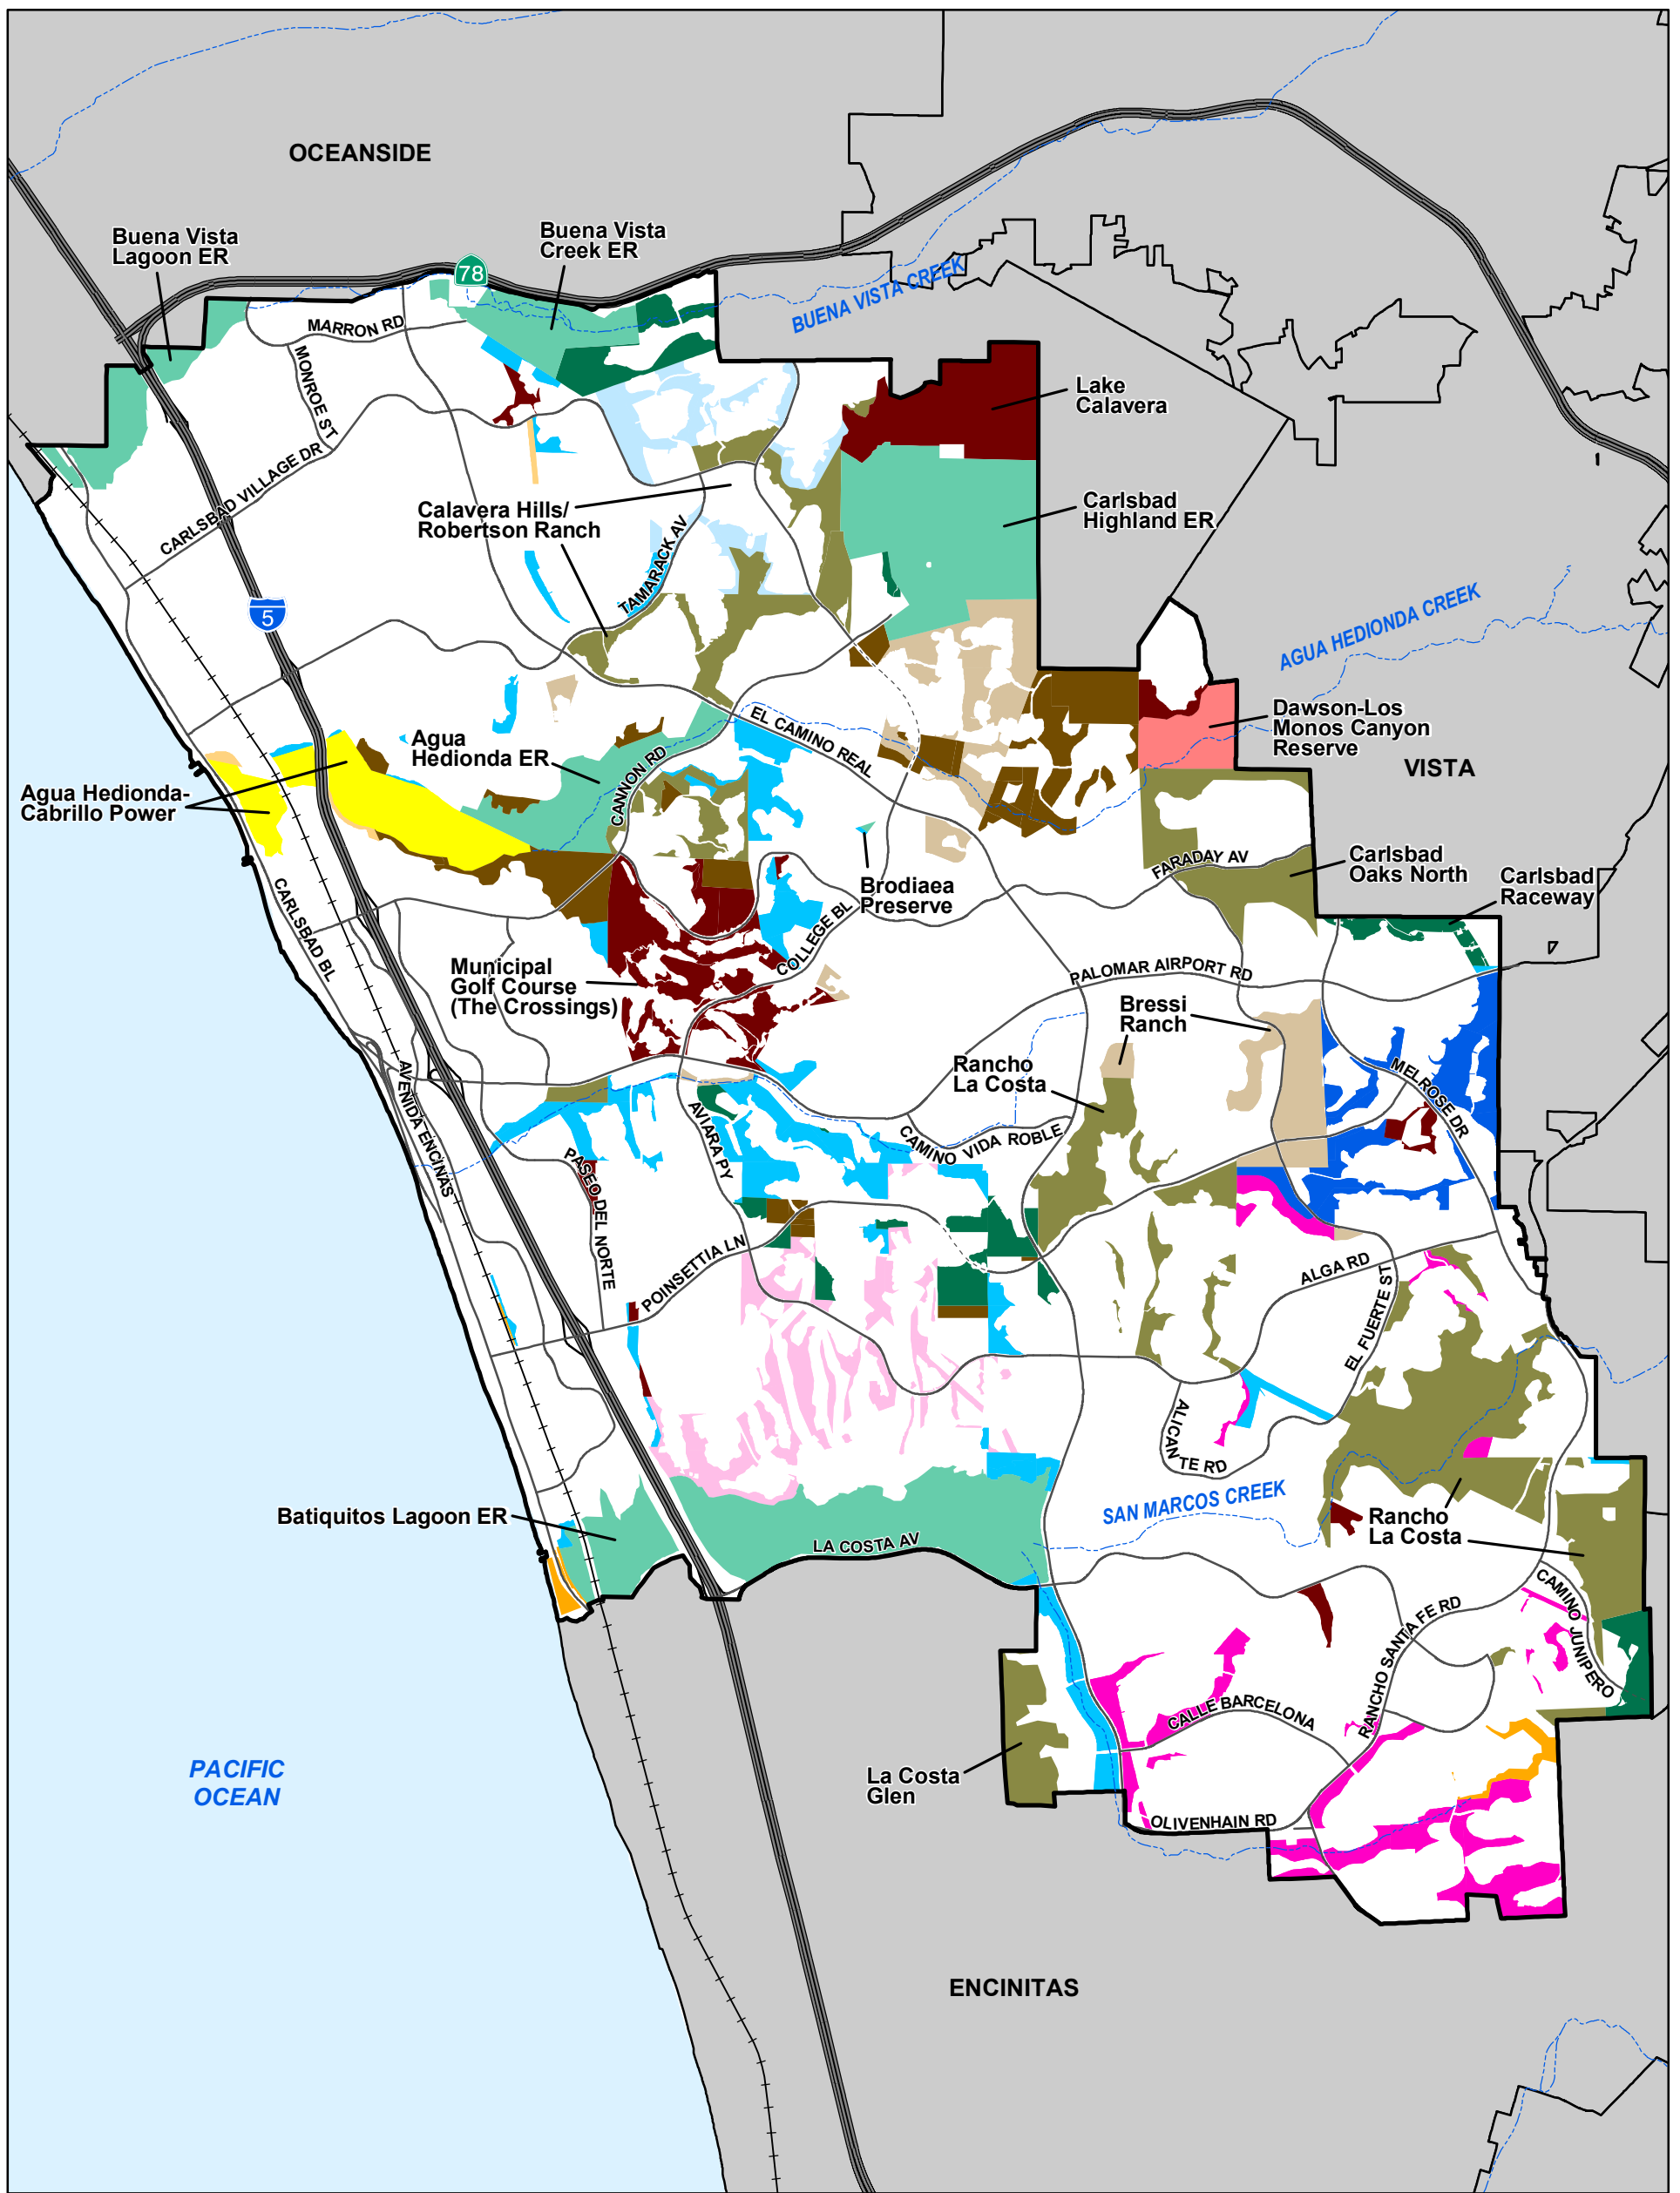 OCEANSIDE
Buena Vista
Lagoon ER
Buena Vista
Creek ER
78
BUENA VISTA CREEK
MARRON RD
MONROE ST
CARLSBAD VILLAGE DR
Lake
Calavera
Calavera Hills/
Robertson Ranch
Carlsbad
Highland ER
TAMARACK AV
5
AGUA HEDIONDA CREEK
EL CAMINO REAL
Dawson-Los
Monos Canyon
Reserve
VISTA
Agua
Hedionda ER
CANNON RD
Agua Hedionda-
Cabrillo Power
FARADAY AV
Carlsbad
Oaks North
Carlsbad
Raceway
Brodiaea
Preserve
CARLSBAD BL
COLLEGE BL
Municipal
Golf Course
(The Crossings)
PALOMAR AIRPORT RD
Bressi
Ranch
Rancho
La Costa
MELROSE DR
AVENIDA ENCINAS
AVIARA PY
CAMINO VIDA ROBLE
PASEO DEL NORTE
POINSETTIA LN
ALGA RD
EL FUERTE ST
ALICANTE RD
SAN MARCOS CREEK
Batiquitos Lagoon ER
LA COSTA AV
Rancho
La Costa
CAMINO JUNIPERO
RANCHO SANTA FE RD
CALLE BARCELONA
La Costa
Glen
OLIVENHAIN RD
PACIFIC
OCEAN
ENCINITAS